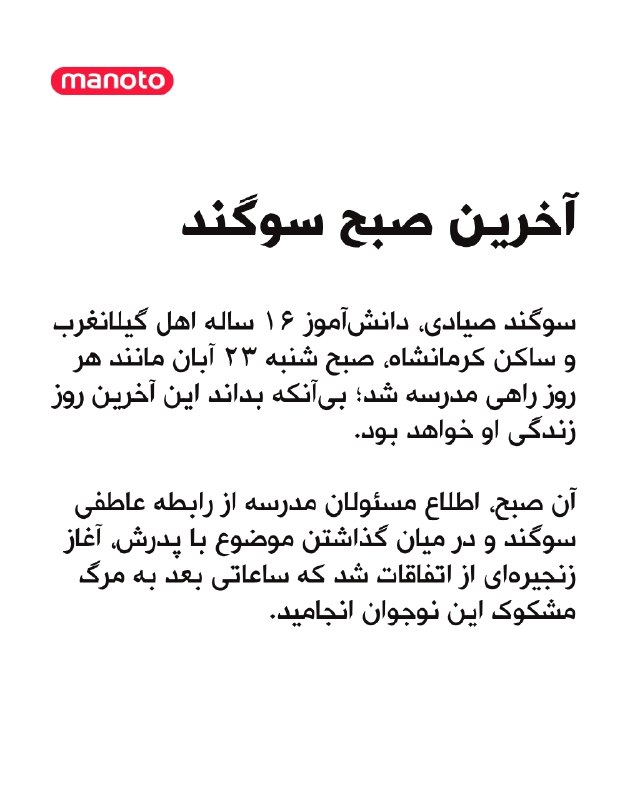 manoto
آخرین صبح سوگند
سوگند صیادی، دانش‌آموز ۱۶ ساله اهل گیلانغرب
و ساکن کرمانشاه، صبح شنبه ۲۳ آبان مانند هر
روز راهی مدرسه شد؛ بی‌آنکه بداند این آخرین روز
زندگی او خواهد بود.
آن صبح، اطلاع مسئولان مدرسه از رابطه عاطفی
سوگند و در میان گذاشتن موضوع با پدرش، آغاز
زنجیره‌ای از اتفاقات شد که ساعاتی بعد به مرگ
مشکوک این نوجوان انجامید.